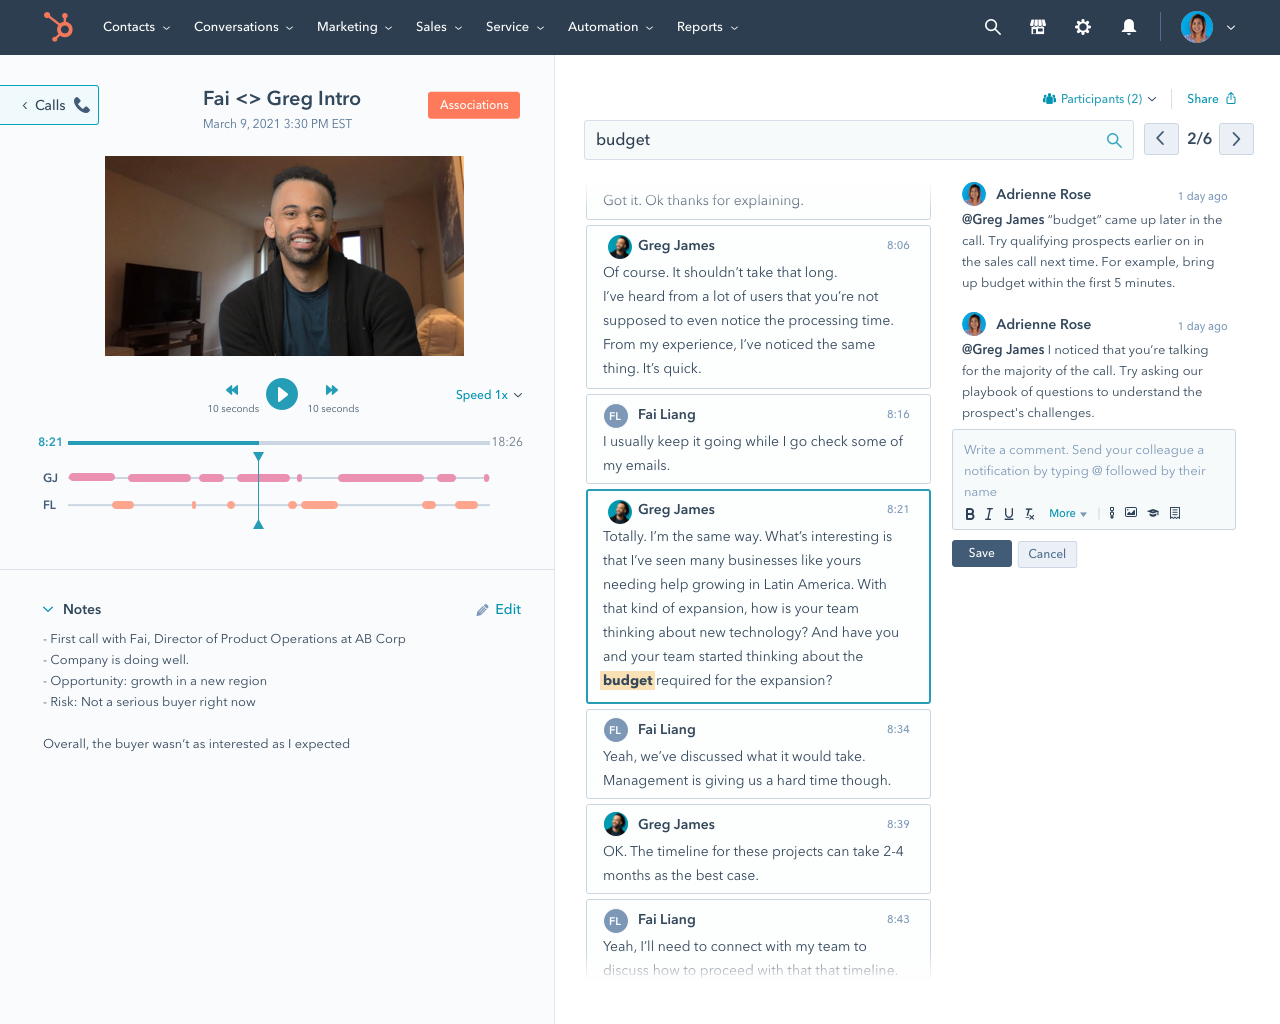 Contacts Conversations Marketing Sales Service Automation Reports
Calls
Fai <> Greg Intro
March 9, 2021 3:30 PM EST
Associations
10 seconds 10 seconds
Speed 1x
8:21 18:26
GJ
FL
Notes
Edit
- First call with Fai, Director of Product Operations at AB Corp
- Company is doing well.
- Opportunity: growth in a new region
- Risk: Not a serious buyer right now
Overall, the buyer wasn’t as interested as I expected
Participants (2) Share
budget
2/6
Got it. Ok thanks for explaining.
Greg James 8:06
Of course. It shouldn’t take that long.
I’ve heard from a lot of users that you’re not
supposed to even notice the processing time.
From my experience, I’ve noticed the same
thing. It’s quick.
FL Fai Liang 8:16
I usually keep it going while I go check some of
my emails.
Greg James 8:21
Totally. I’m the same way. What’s interesting is
that I’ve seen many businesses like yours
needing help growing in Latin America. With
that kind of expansion, how is your team
thinking about new technology? And have you
and your team started thinking about the
budget required for the expansion?
FL Fai Liang 8:34
Yeah, we’ve discussed what it would take.
Management is giving us a hard time though.
Greg James 8:39
OK. The timeline for these projects can take 2-4
months as the best case.
FL Fai Liang 8:43
Yeah, I’ll need to connect with my team to
discuss how to proceed with that that timeline.
Adrienne Rose 1 day ago
@Greg James “budget” came up later in the
call. Try qualifying prospects earlier on in
the sales call next time. For example, bring
up budget within the first 5 minutes.
Adrienne Rose 1 day ago
@Greg James I noticed that you’re talking
for the majority of the call. Try asking our
playbook of questions to understand the
prospect's challenges.
Write a comment. Send your colleague a
notification by typing @ followed by their
name
B I U Tx More
Save Cancel